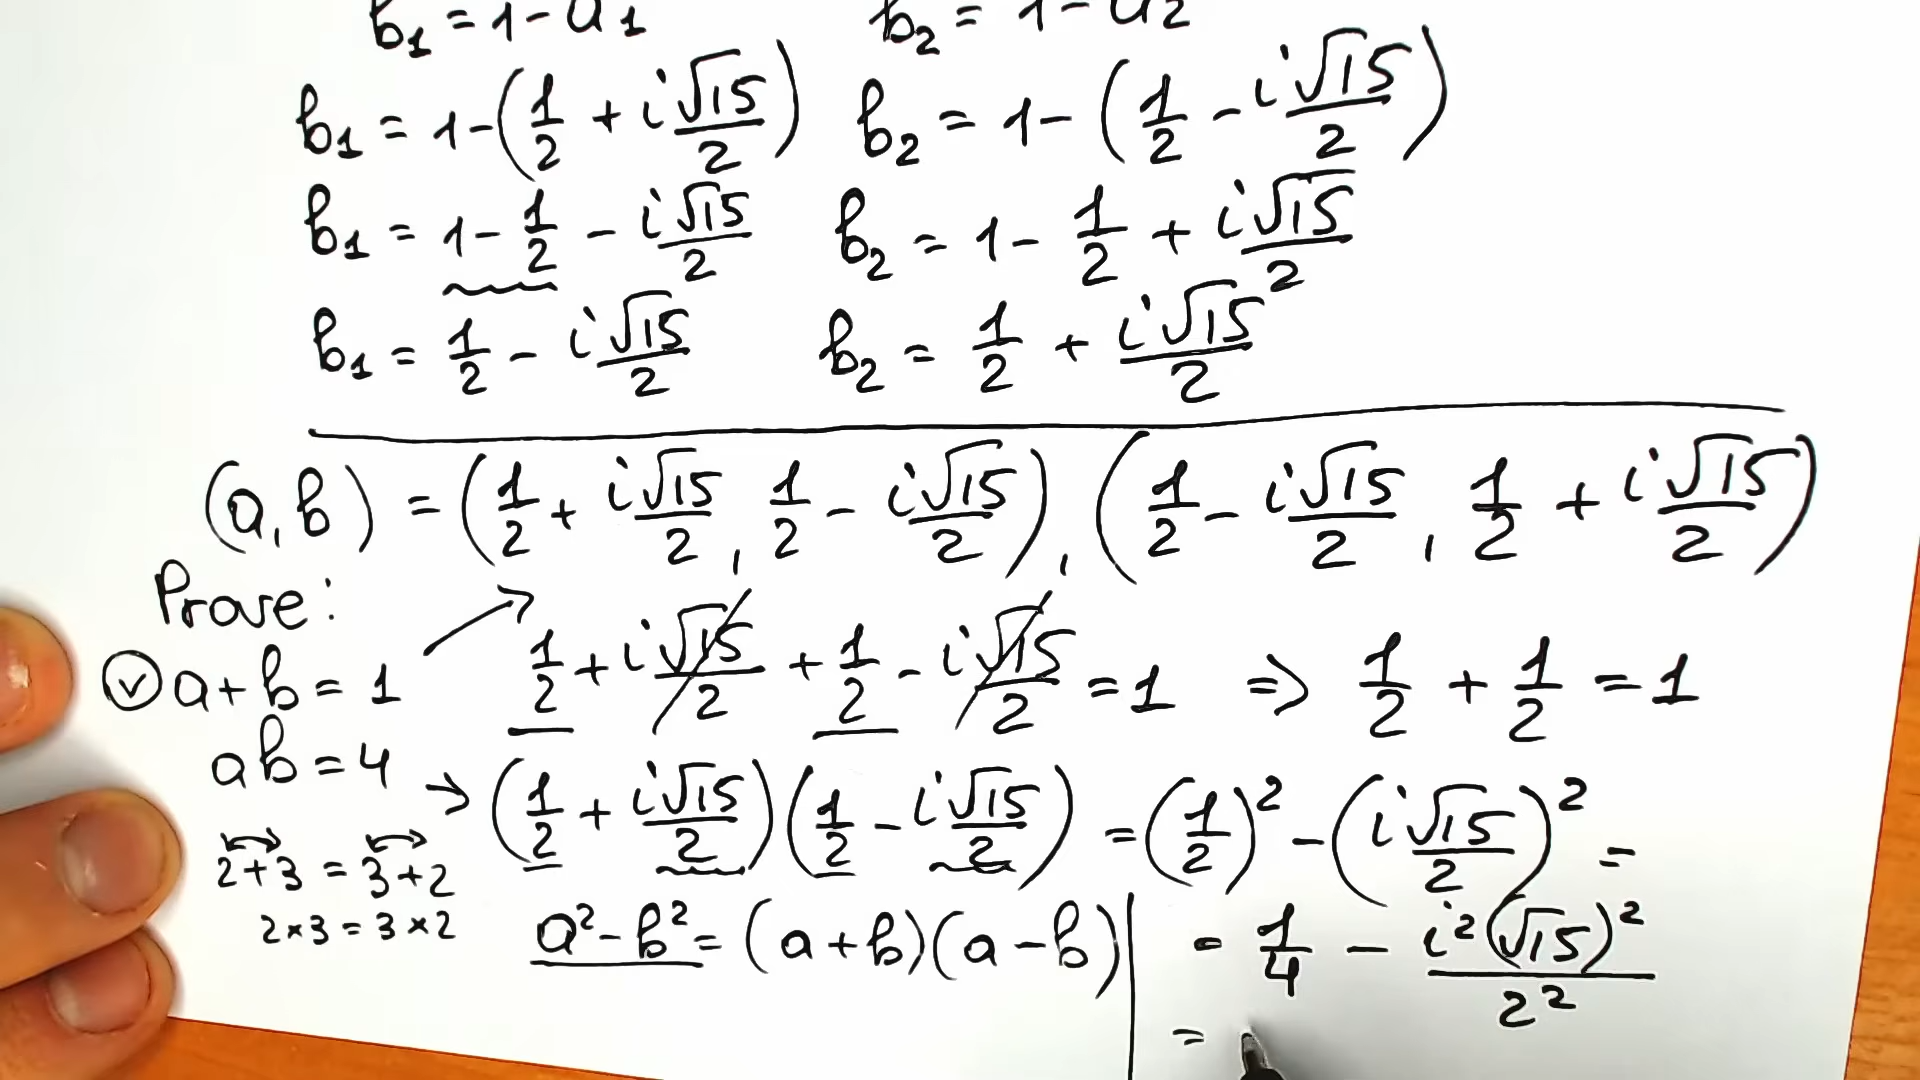 b₁ = 1 - a₁   b₂ = 1 - a₂
b₁ = 1 - (1/2 + i√15/2)   b₂ = 1 - (1/2 - i√15/2)
b₁ = 1 - 1/2 - i√15/2   b₂ = 1 - 1/2 + i√15/2
b₁ = 1/2 - i√15/2   b₂ = 1/2 + i√15/2
(a, b) = (1/2 + i√15/2, 1/2 - i√15/2), (1/2 - i√15/2, 1/2 + i√15/2)
Prove:
v a + b = 1 → 1/2 + i√15/2 + 1/2 - i√15/2 = 1 ⇒ 1/2 + 1/2 = 1
ab = 4 → (1/2 + i√15/2)(1/2 - i√15/2) = (1/2)² - (i√15/2)² =
2 + 3 = 3 + 2
2 × 3 = 3 × 2
a² - b² = (a + b)(a - b)
= 1/4 - i²(√15)²/2²
=